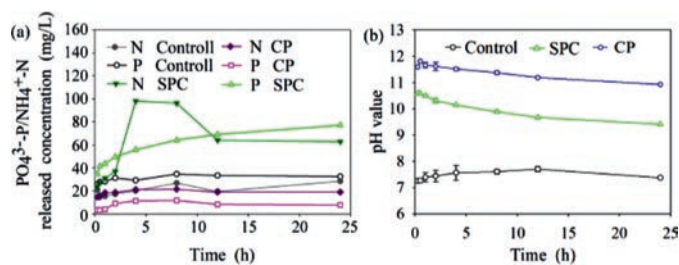 (a)
PO₄³⁻-P/NH4⁺-N
released concentration (mg/L)
160
140
120
100
80
60
40
20
0
N Controll
N CP
P Controll
P CP
N SPC
P SPC
0 5 10 15 20 25
Time (h)
(b)
pH value
13
12
11
10
9
8
7
6
Control
SPC
CP
0 5 10 15 20 25
Time (h)